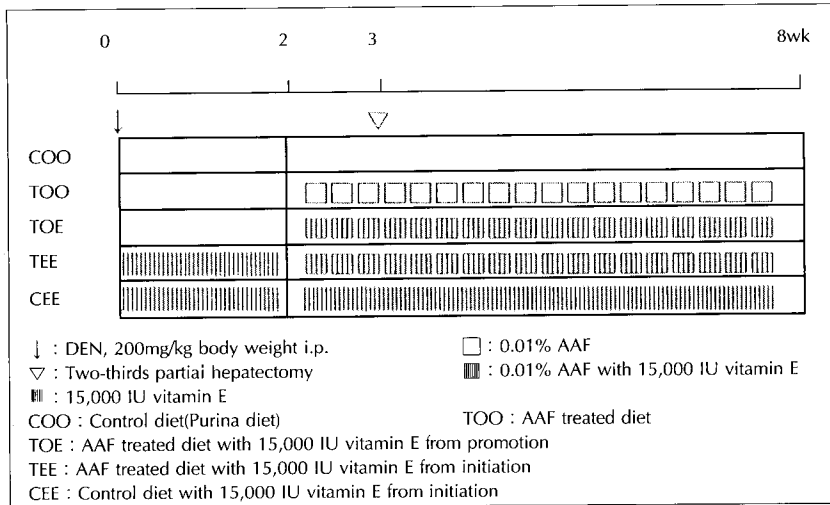 0 2 3 8wk
COO
TOO
TOE
TEE
CEE
↓ : DEN, 200mg/kg body weight i.p. □ : 0.01% AAF
▽ : Two-thirds partiai hepatectomy : 0.01% AAF with 15,000 IU vitamin E
: 15,000 IU vitamin E
COO : Control diet(Purina diet) TOO : AAF treated diet
TOE : AAF treated diet with 15,000 IU vitamin E from promotion
TEE : AAF treated diet with 15,000 IU vitamin E from initiation
CEE : Control diet with 15,000 IU vitamin E from initiation